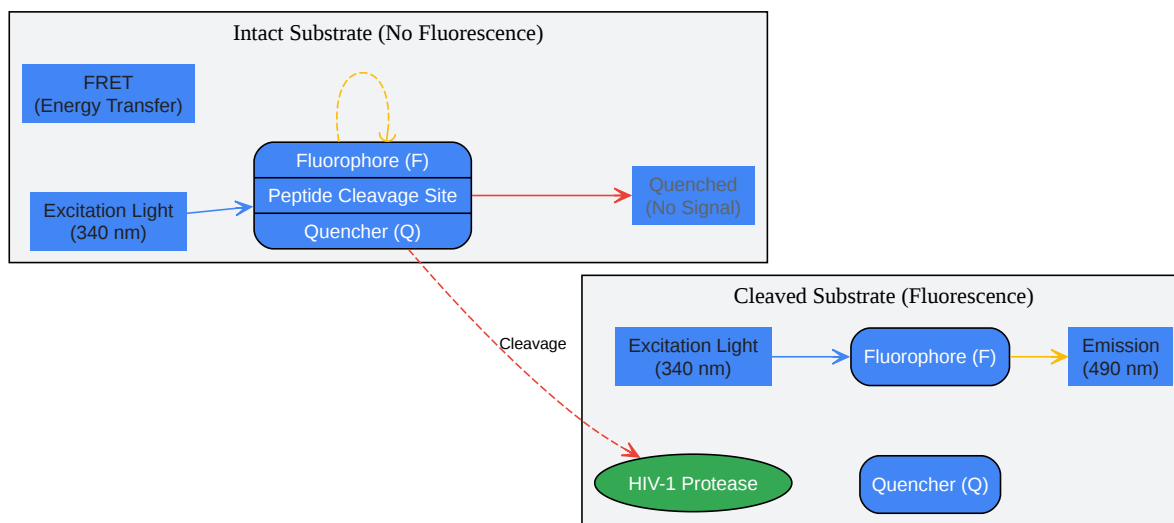 Intact Substrate (No Fluorescence)
FRET
(Energy Transfer)
Fluorophore (F)
Peptide Cleavage Site
Quencher (Q)
Excitation Light
(340 nm)
Quenched
(No Signal)
Cleavage
Cleaved Substrate (Fluorescence)
Excitation Light
(340 nm)
Fluorophore (F)
Emission
(490 nm)
HIV-1 Protease
Quencher (Q)